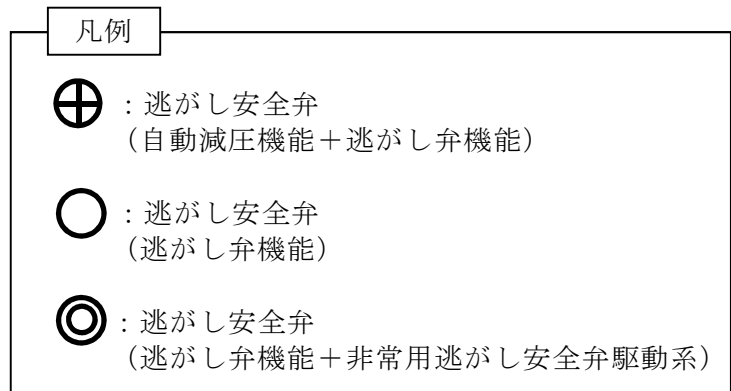 凡例
：逃がし安全弁
（自動減圧機能＋逃がし弁機能）
：逃がし安全弁
（逃がし弁機能）
：逃がし安全弁
（逃がし弁機能＋非常用逃がし安全弁駆動系）